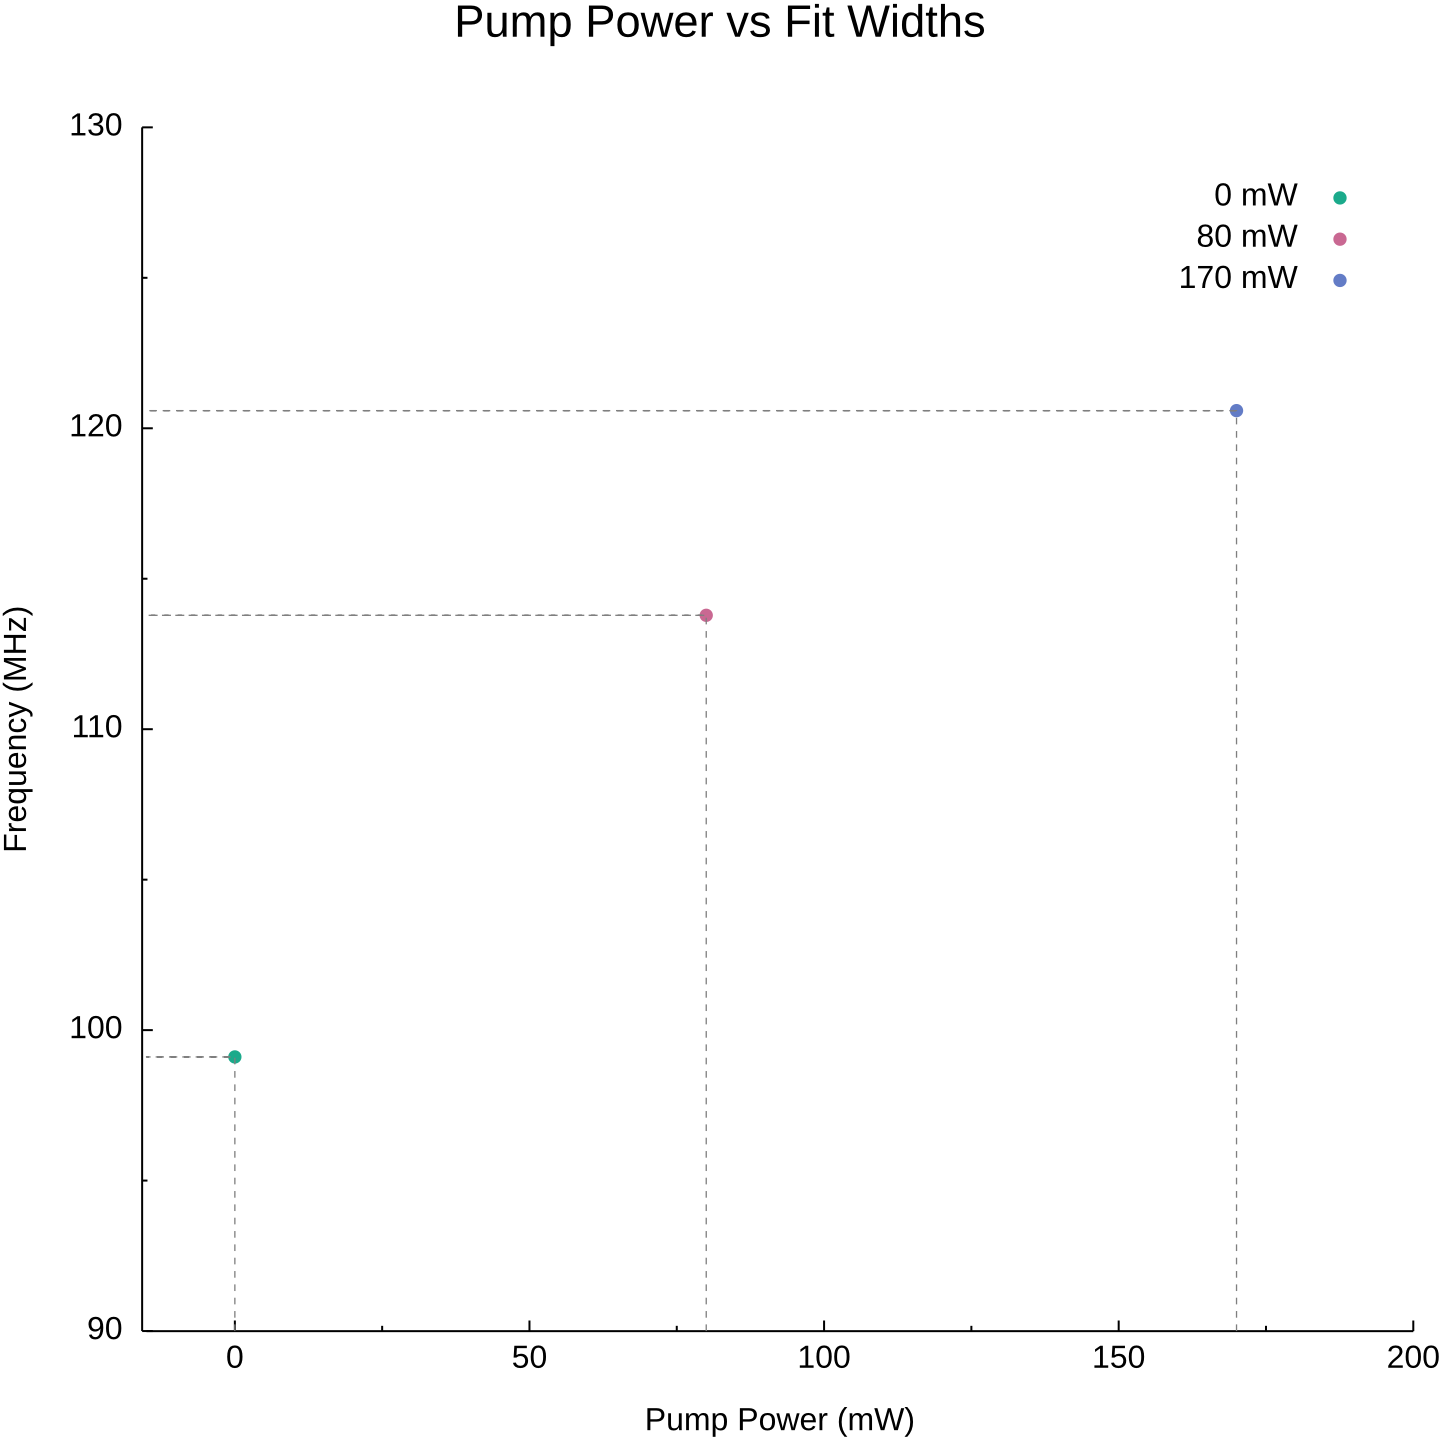 Pump Power vs Fit Widths
130
0 mW
80 mW
170 mW
120
110
Frequency (MHz)
100
90
0 50 100 150 200
Pump Power (mW)